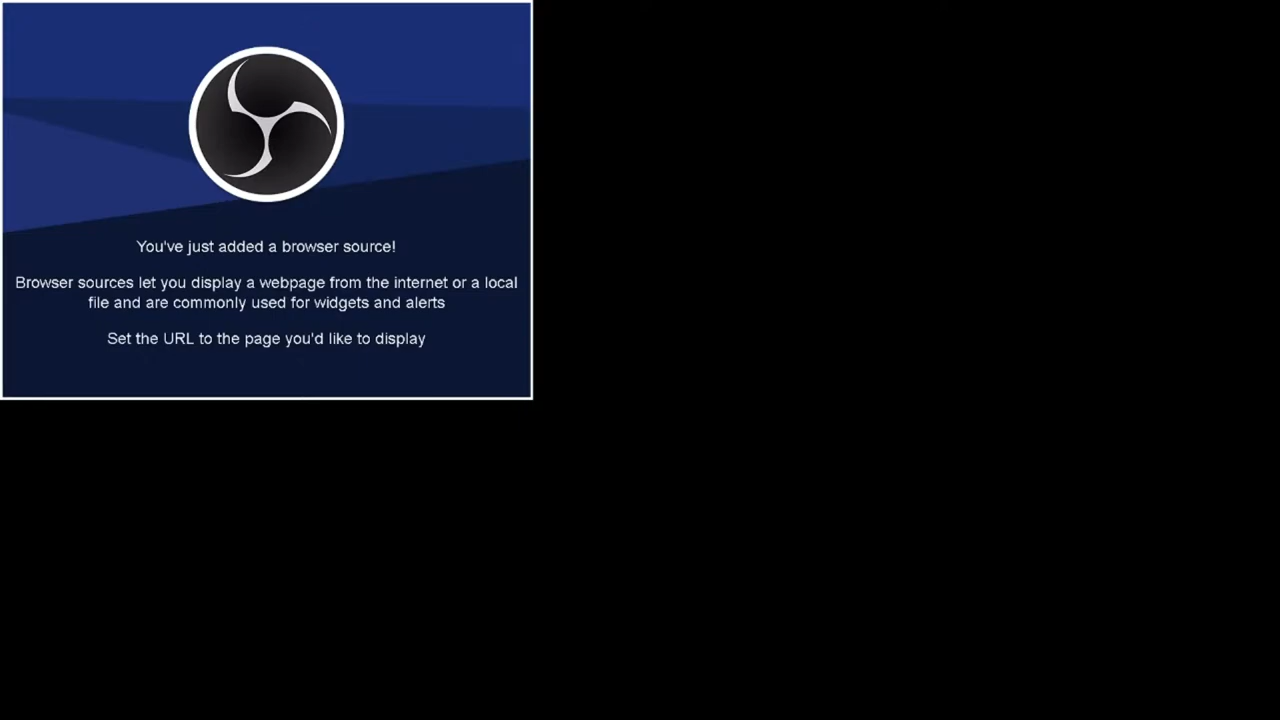 You've just added a browser source!
Browser sources let you display a webpage from the internet or a local
file and are commonly used for widgets and alerts
Set the URL to the page you'd like to display